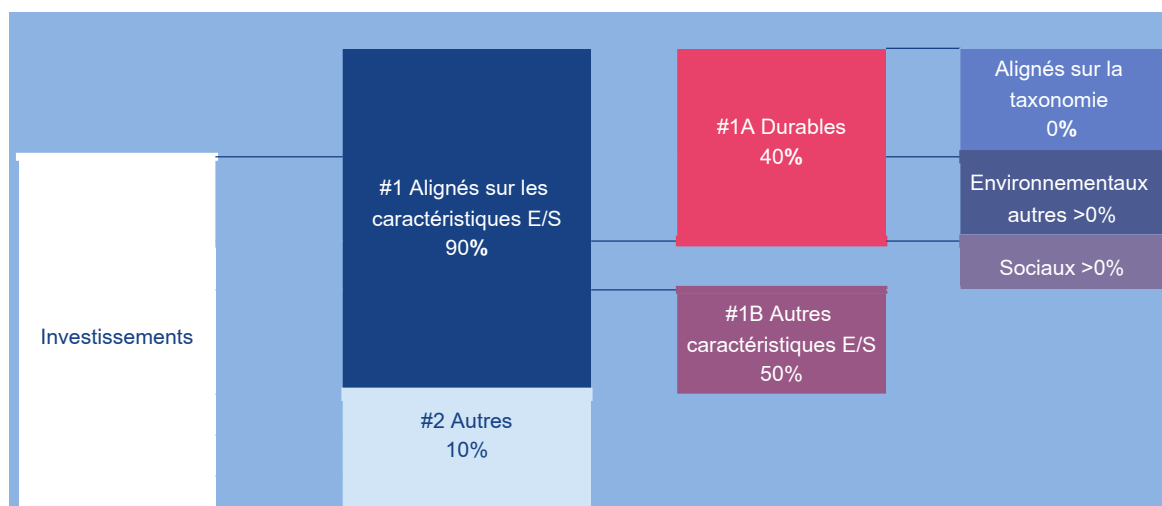 Investissements
#1 Alignés sur les
caractéristiques E/S
90%
#2 Autres
10%
#1A Durables
40%
#1B Autres
caractéristiques E/S
50%
Alignés sur la
taxonomie
0%
Environnementaux
autres >0%
Sociaux >0%